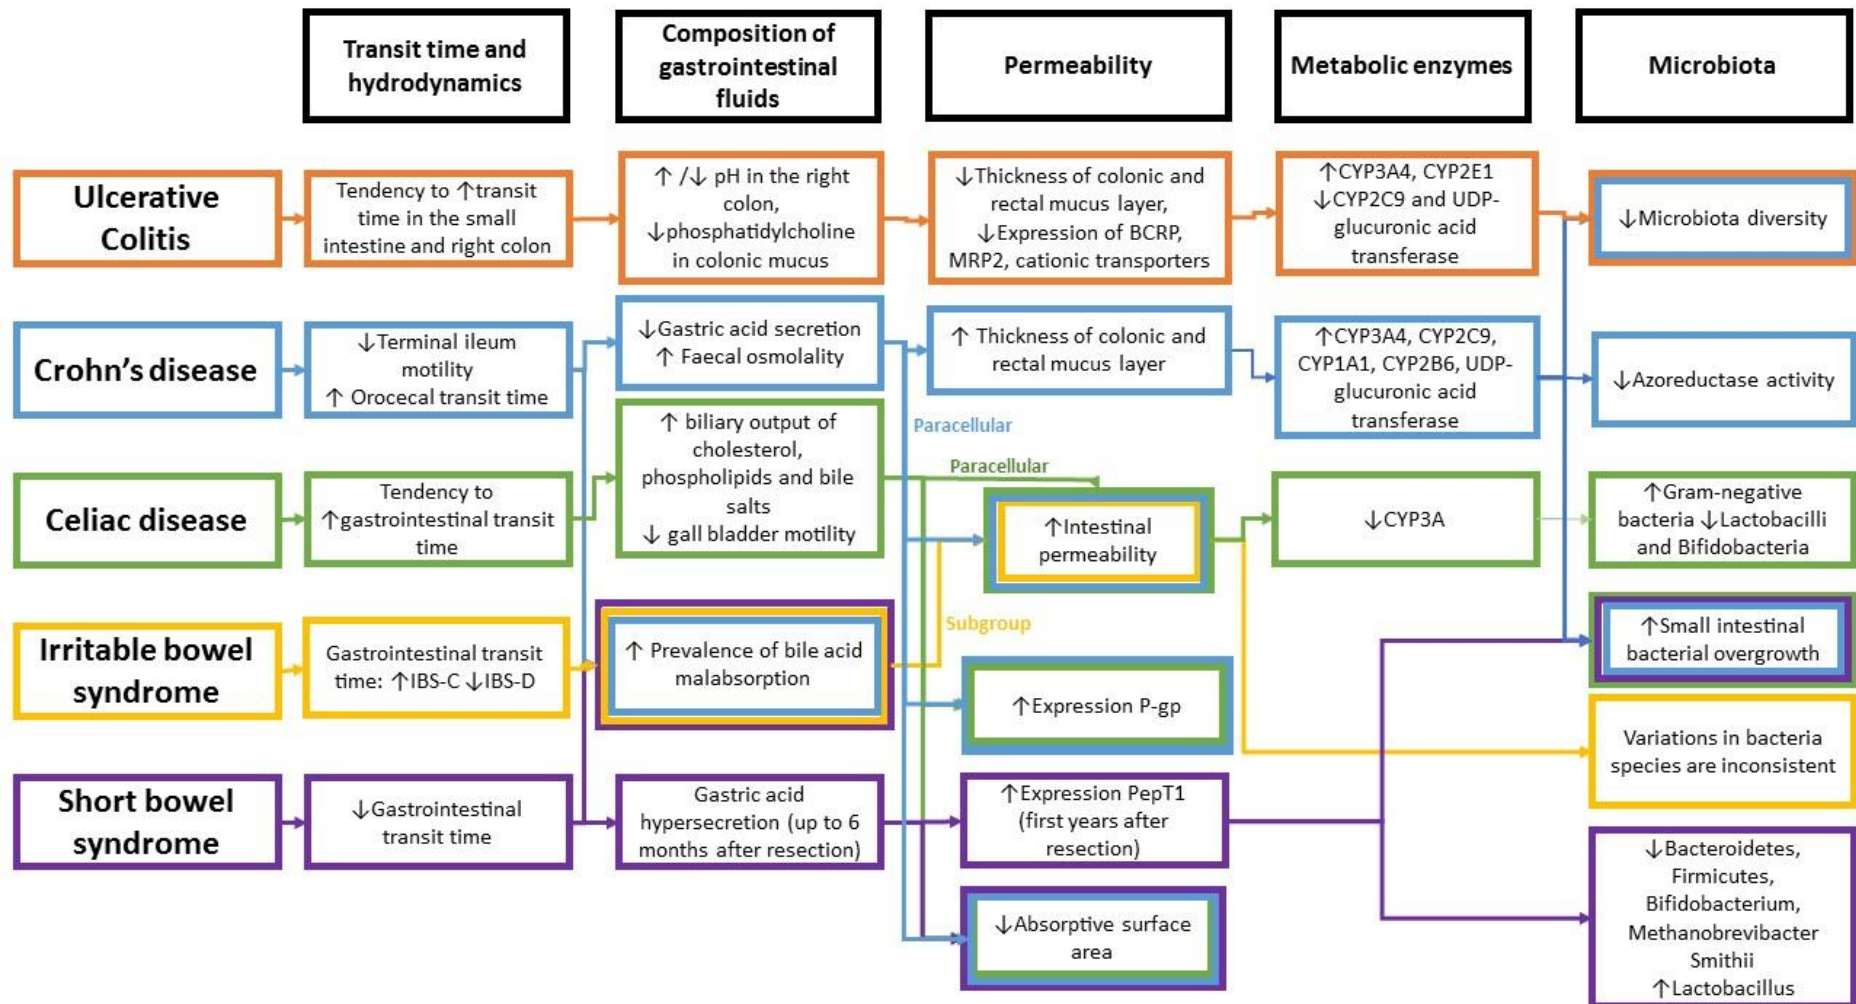 Transit time and
hydrodynamics
Composition of
gastrointestinal
fluids
Permeability
Metabolic enzymes
Microbiota
Ulcerative
Colitis
Tendency to ↑transit
time in the small
intestine and right colon
↑ /↓ pH in the right
colon,
↓phosphatidylcholine
in colonic mucus
↓Thickness of colonic and
rectal mucus layer,
↓Expression of BCRP,
MRP2, cationic transporters
↑CYP3A4, CYP2E1
↓CYP2C9 and UDP-
glucuronic acid
transferase
↓Microbiota diversity
Crohn's disease
↓Terminal ileum
motility
↑ Orocecal transit time
↓Gastric acid secretion
↑ Faecal osmolality
↑ Thickness of colonic and
rectal mucus layer
↑CYP3A4, CYP2C9,
CYP1A1, CYP2B6, UDP-
glucuronic acid
transferase
↓Azoreductase activity
Paracellular
Celiac disease
Tendency to
↑gastrointestinal transit
time
↑ biliary output of
cholesterol,
phospholipids and bile
salts
↓ gall bladder motility
Paracellular
↑Intestinal
permeability
↓CYP3A
↑Gram-negative
bacteria ↓Lactobacilli
and Bifidobacteria
Irritable bowel
syndrome
Gastrointestinal transit
time: ↑IBS-C ↓IBS-D
↑ Prevalence of bile acid
malabsorption
Subgroup
↑Expression P-gp
↑Small intestinal
bacterial overgrowth
Variations in bacteria
species are inconsistent
Short bowel
syndrome
↓Gastrointestinal
transit time
Gastric acid
hypersecretion (up to 6
months after resection)
↑Expression PepT1
(first years after
resection)
↓Absorptive surface
area
↓Bacteroidetes,
Firmicutes,
Bifidobacterium,
Methanobrevibacter
Smithii
↑Lactobacillus